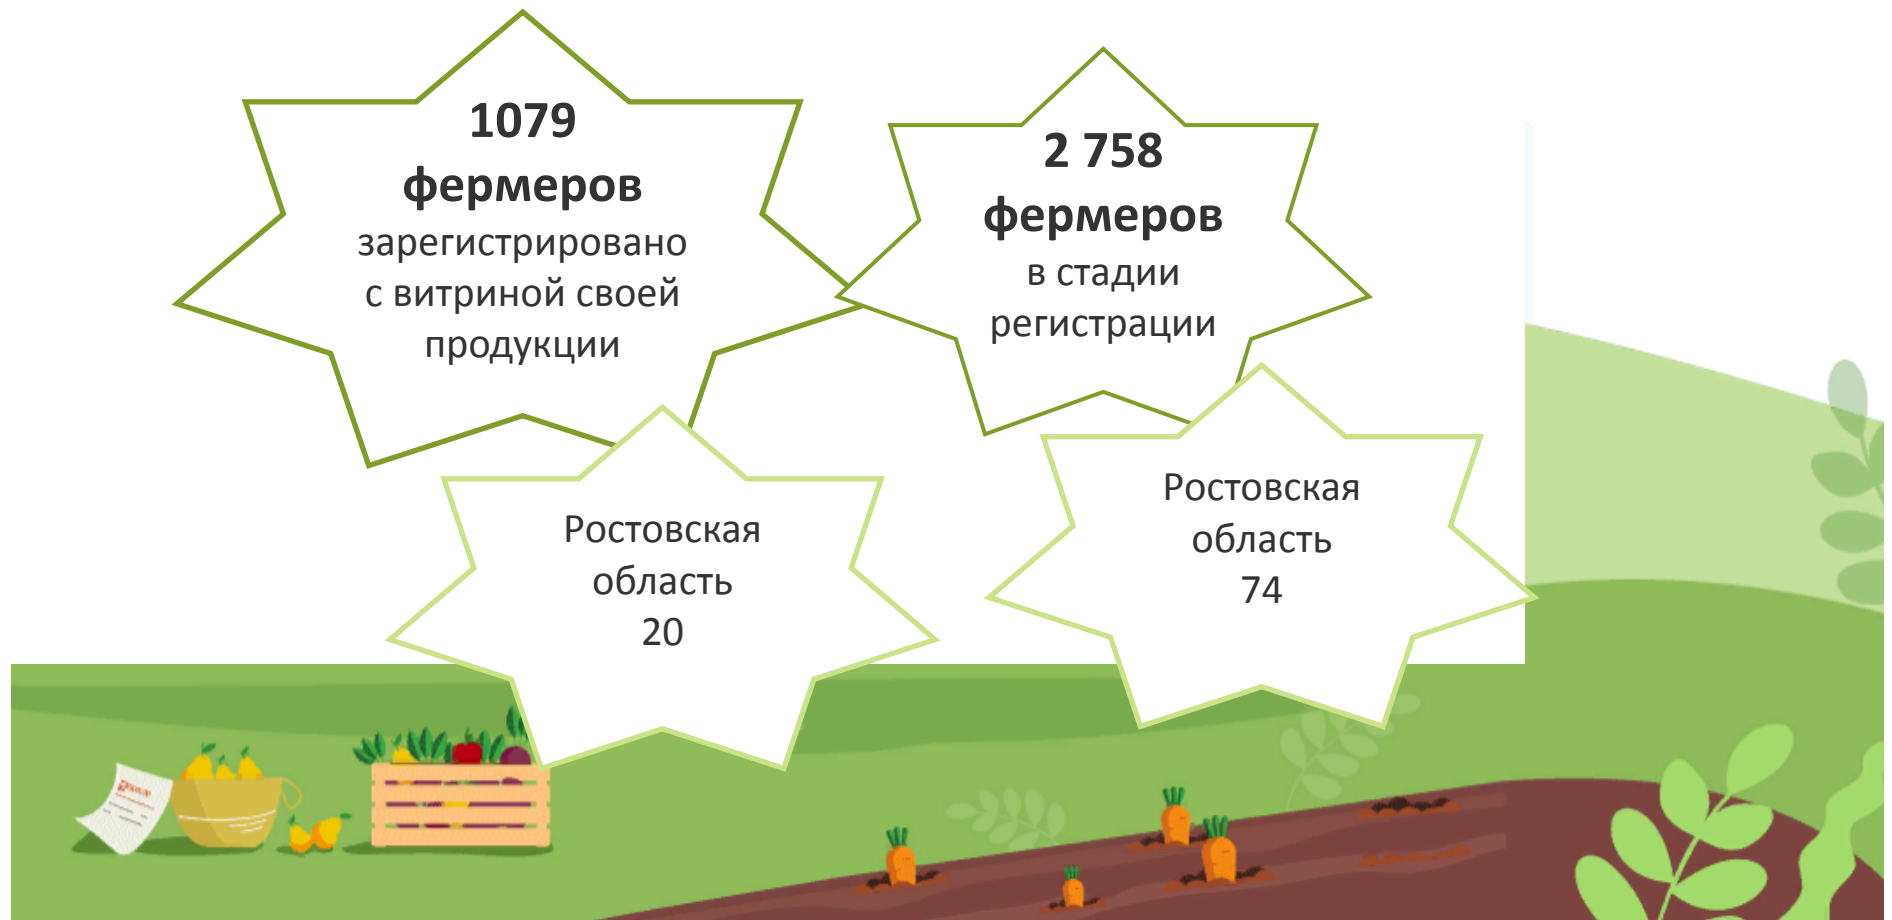 1079
фермеров
зарегистрировано
с витриной своей
продукции
2 758
фермеров
в стадии
регистрации
Ростовская
область
20
Ростовская
область
74